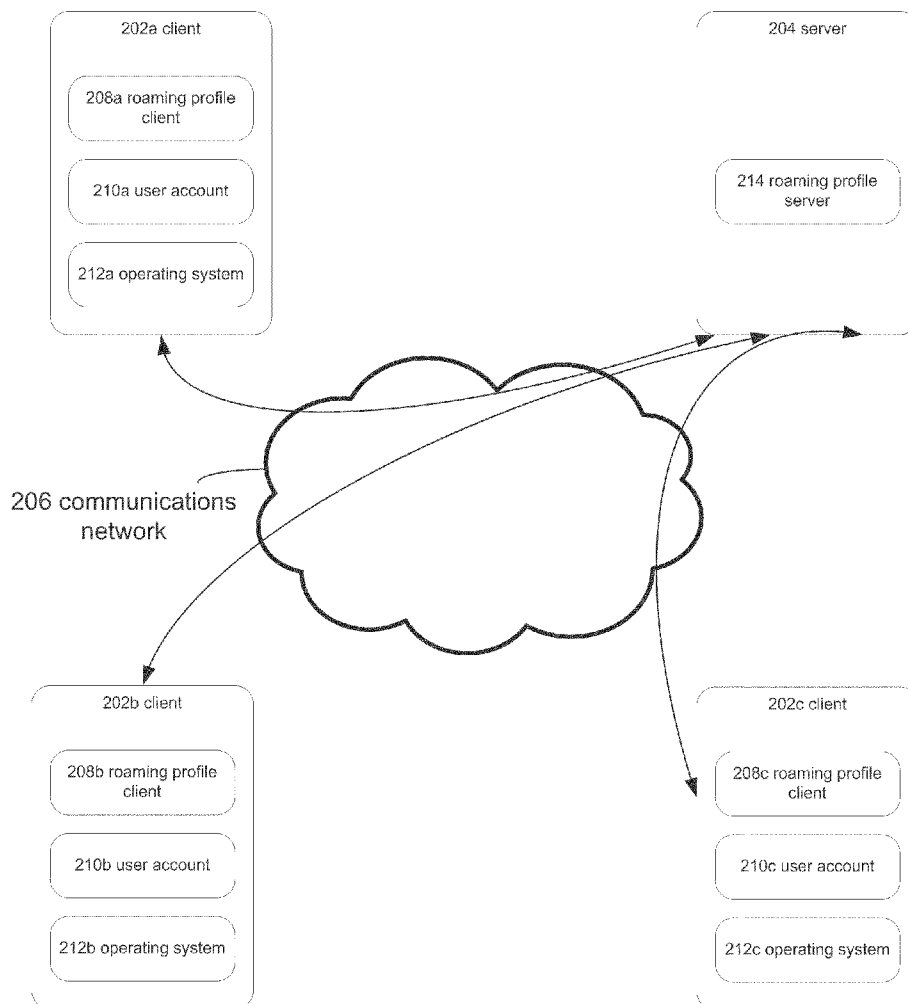 202a client
208a roaming profile
client
210a user account
212a operating system
204 server
214 roaming profile
server
206 communications
network
202b client
208b roaming profile
client
210b user account
212b operating system
202c client
208c roaming profile
client
210c user account
212c operating system